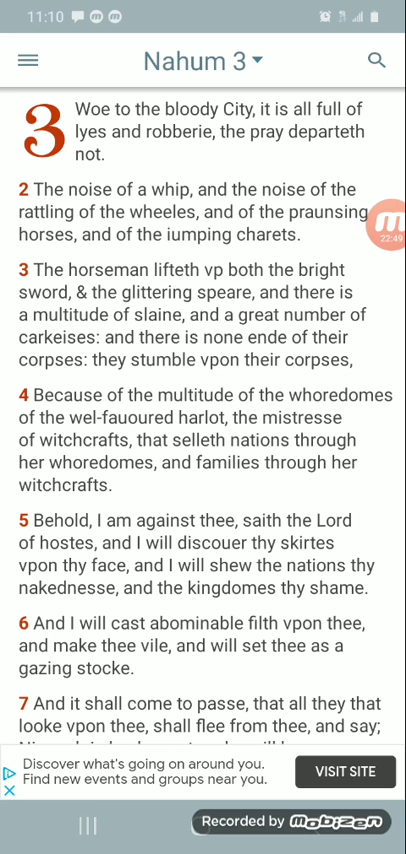 11:10
Nahum 3
3 Woe to the bloody City, it is all full of
lyes and robberie, the pray departeth
not.
2 The noise of a whip, and the noise of the
rattling of the wheeles, and of the praunsing
horses, and of the iumping charets.
m
22:49
3 The horseman lifteth vp both the bright
sword, & the glittering speare, and there is
a multitude of slaine, and a great number of
carkeises: and there is none ende of their
corpses: they stumble vpon their corpses,
4 Because of the multitude of the whoredomes
of the wel-fauoured harlot, the mistresse
of witchcrafts, that selleth nations through
her whoredomes, and families through her
witchcrafts.
5 Behold, I am against thee, saith the Lord
of hostes, and I will discouer thy skirtes
vpon thy face, and I will shew the nations thy
nakednesse, and the kingdomes thy shame.
6 And I will cast abominable filth vpon thee,
and make thee vile, and will set thee as a
gazing stocke.
7 And it shall come to passe, that all they that
looke vpon thee, shall flee from thee, and say;
Discover what's going on around you.
Find new events and groups near you.
VISIT SITE
Recorded by mobizen